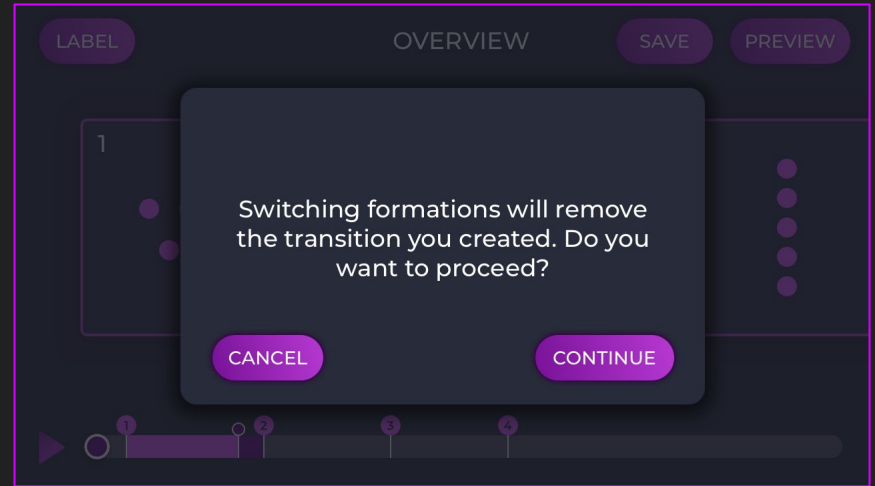 LABEL
OVERVIEW
SAVE
PREVIEW
1
Switching formations will remove
the transition you created. Do you
want to proceed?
CANCEL
CONTINUE
1
2
3
4